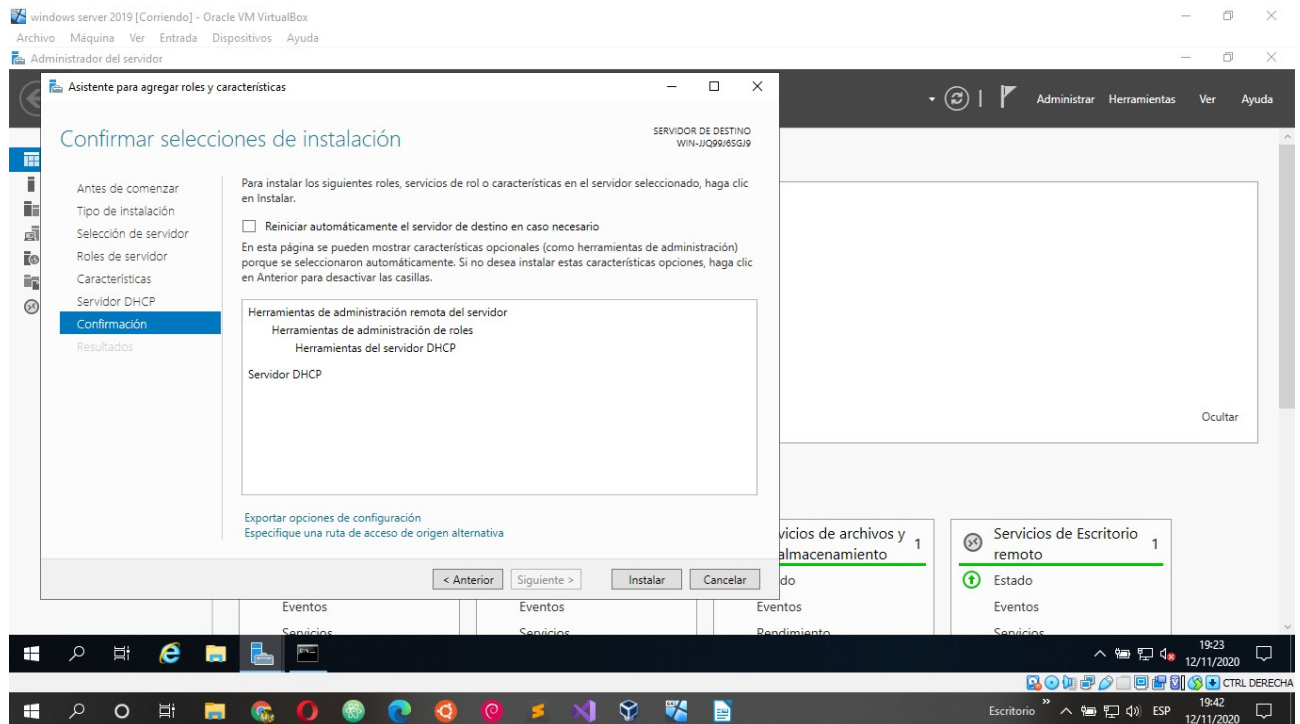 windows server 2019 [Corriendo] - Oracle VM VirtualBox
Archivo Máquina Ver Entrada Dispositivos Ayuda
Administrador del servidor
Asistente para agregar roles y características
Administrar Herramientas Ver Ayuda
Confirmar selecciones de instalación
SERVIDOR DE DESTINO
WIN-JJQ99J6SGJ9
Antes de comenzar
Tipo de instalación
Selección de servidor
Roles de servidor
Características
Servidor DHCP
Confirmación
Resultados
Para instalar los siguientes roles, servicios de rol o características en el servidor seleccionado, haga clic
en Instalar.
Reiniciar automáticamente el servidor de destino en caso necesario
En esta página se pueden mostrar características opcionales (como herramientas de administración)
porque se seleccionaron automáticamente. Si no desea instalar estas características opciones, haga clic
en Anterior para desactivar las casillas.
Herramientas de administración remota del servidor
Herramientas de administración de roles
Herramientas del servidor DHCP
Servidor DHCP
Exportar opciones de configuración
Especifique una ruta de acceso de origen alternativa
< Anterior Siguiente > Instalar Cancelar
Ocultar
vicios de archivos y
almacenamiento
1
Servicios de Escritorio
remoto
1
do
Estado
Eventos Eventos Eventos Eventos
Servicios Servicios Rendimiento Servicios
19:23
12/11/2020
CTRL DERECHA
Escritorio
ESP
19:42
12/11/2020